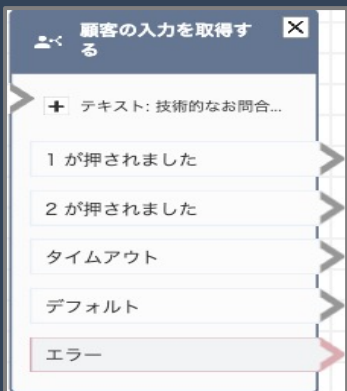 顧客の入力を取得す
る
テキスト: 技術的なお問合...
1 が押されました
2 が押されました
タイムアウト
デフォルト
エラー